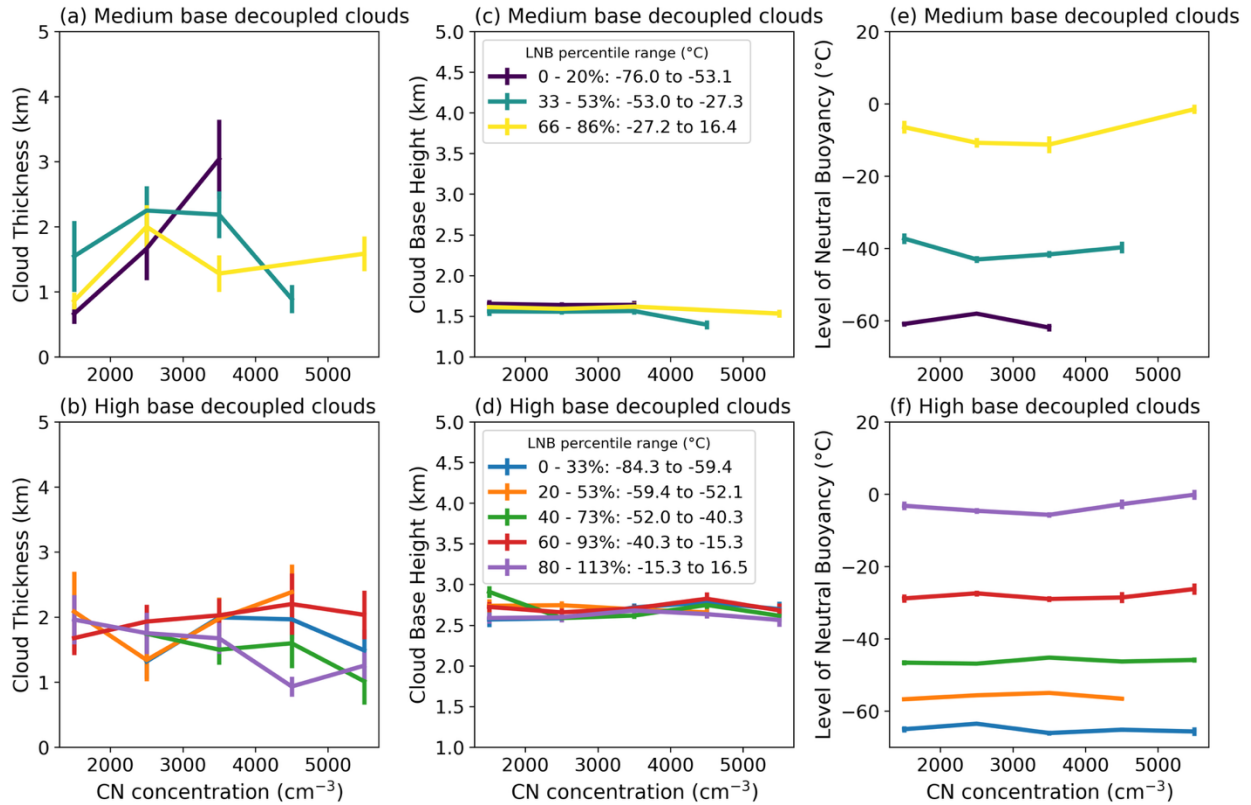 (a) Medium base decoupled clouds
5
4
3
2
1
0
Cloud Thickness (km)
2000 3000 4000 5000
(c) Medium base decoupled clouds
5.0
4.5
4.0
3.5
3.0
2.5
2.0
1.5
1.0
Cloud Base Height (km)
LNB percentile range (°C)
0 - 20%: -76.0 to -53.1
33 - 53%: -53.0 to -27.3
66 - 86%: -27.2 to 16.4
2000 3000 4000 5000
(e) Medium base decoupled clouds
20
0
−20
−40
−60
Level of Neutral Buoyancy (°C)
2000 3000 4000 5000
(b) High base decoupled clouds
5
4
3
2
1
0
Cloud Thickness (km)
2000 3000 4000 5000
CN concentration (cm⁻³)
(d) High base decoupled clouds
5.0
4.5
4.0
3.5
3.0
2.5
2.0
1.5
1.0
Cloud Base Height (km)
LNB percentile range (°C)
0 - 33%: -84.3 to -59.4
20 - 53%: -59.4 to -52.1
40 - 73%: -52.0 to -40.3
60 - 93%: -40.3 to -15.3
80 - 113%: -15.3 to 16.5
2000 3000 4000 5000
CN concentration (cm⁻³)
(f) High base decoupled clouds
20
0
−20
−40
−60
Level of Neutral Buoyancy (°C)
2000 3000 4000 5000
CN concentration (cm⁻³)